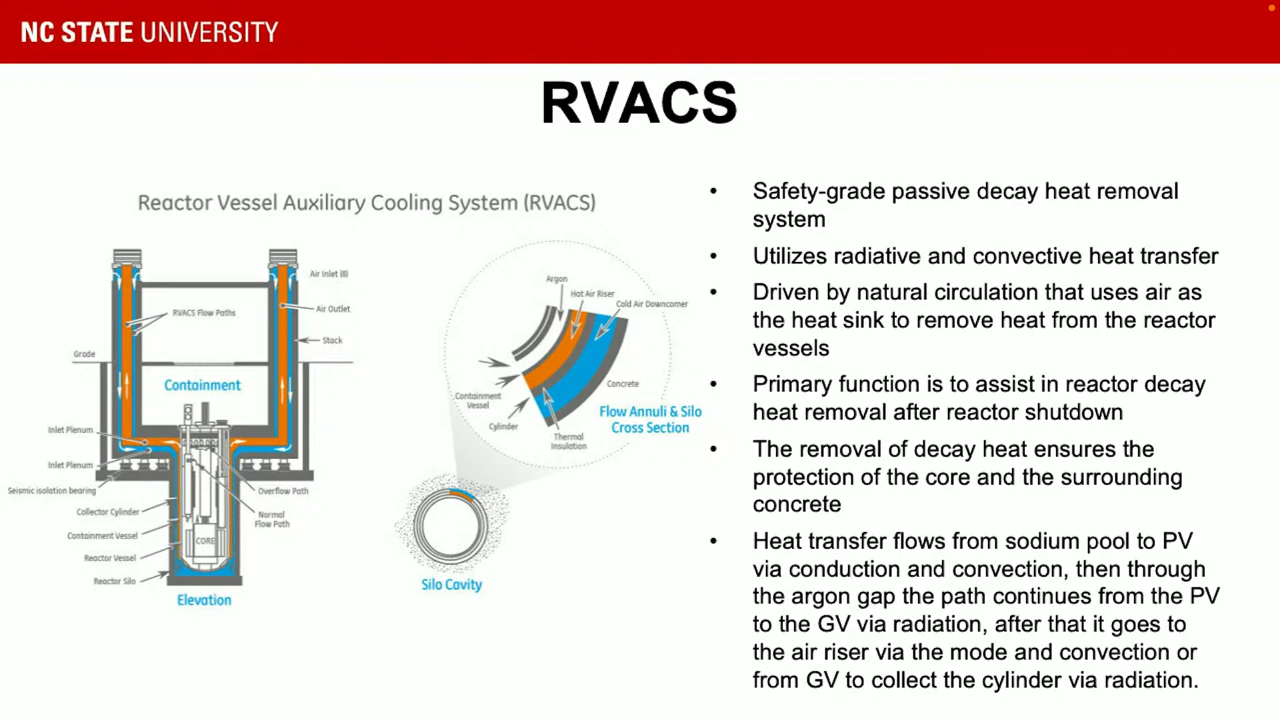 NC STATE UNIVERSITY
RVACS
Reactor Vessel Auxiliary Cooling System (RVACS)
Air Inlet (8)
RVACS Flow Paths
Air Outlet
Stack
Grade
Containment
Inlet Plenum
Inlet Plenum
Seismic isolation bearing
Overflow Path
Collector Cylinder
Normal
Flow Path
Containment Vessel
CORE
Reactor Vessel
Reactor Silo
Elevation
Argon
Hot Air Riser
Cold Air Downcomer
Concrete
Containment
Vessel
Flow Annuli & Silo
Cross Section
Cylinder
Thermal
Insulation
Silo Cavity
• Safety-grade passive decay heat removal
system
• Utilizes radiative and convective heat transfer
• Driven by natural circulation that uses air as
the heat sink to remove heat from the reactor
vessels
• Primary function is to assist in reactor decay
heat removal after reactor shutdown
• The removal of decay heat ensures the
protection of the core and the surrounding
concrete
• Heat transfer flows from sodium pool to PV
via conduction and convection, then through
the argon gap the path continues from the PV
to the GV via radiation, after that it goes to
the air riser via the mode and convection or
from GV to collect the cylinder via radiation.